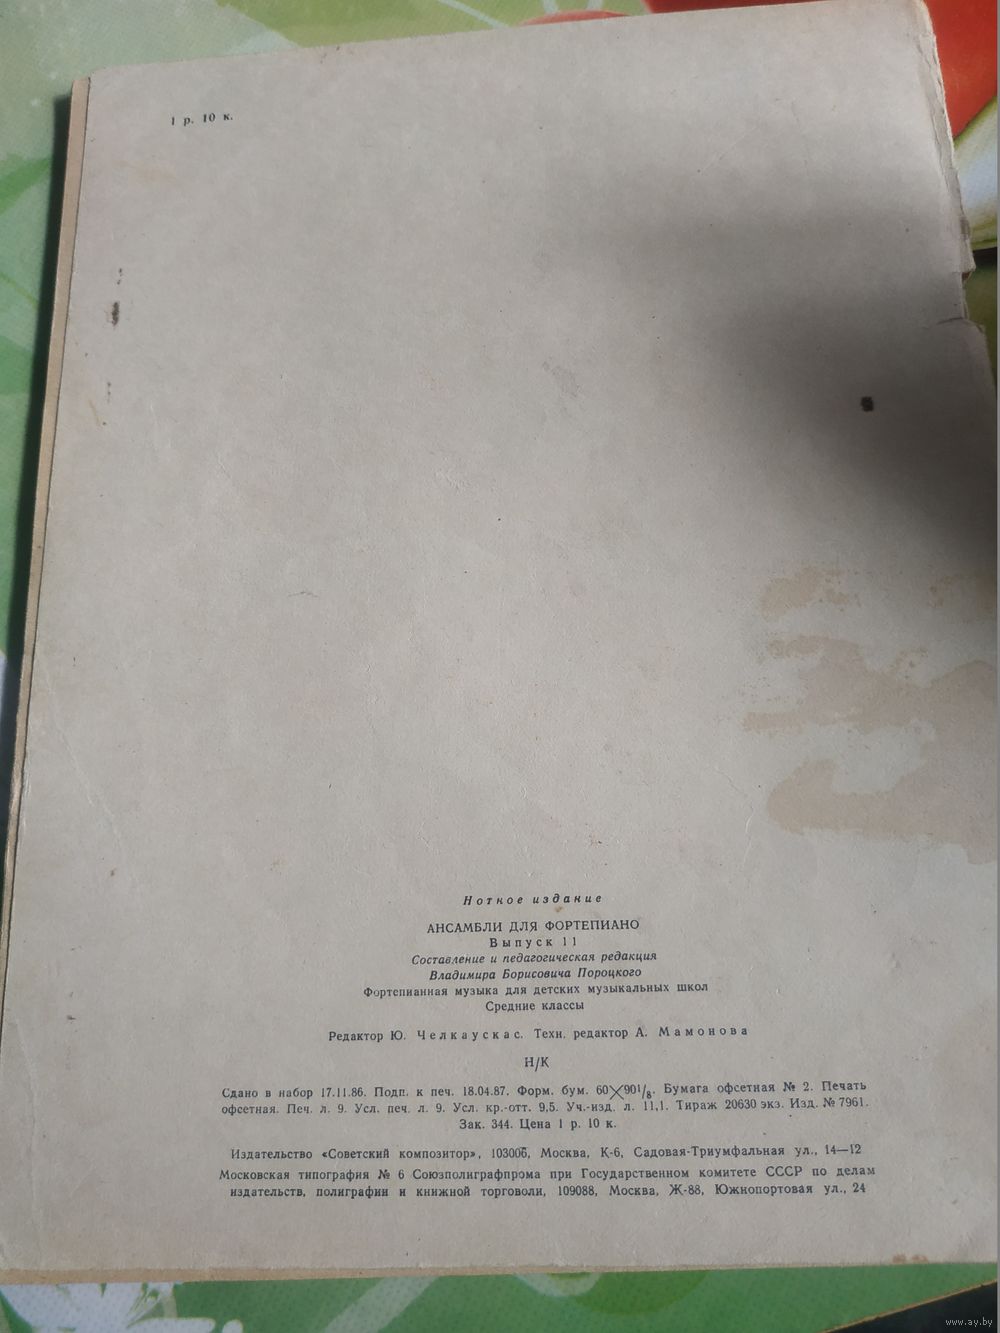 1 р. 10 к.
Нотное издание
АНСАМБЛИ ДЛЯ ФОРТЕПИАНО
Выпуск 11
Составление и педагогическая редакция
Владимира Борисовича Пороцкого
Фортепианная музыка для детских музыкальных школ
Средние классы
Редактор Ю. Челкаускас. Техн. редактор А. Мамонова
Н/К
Сдано в набор 17.11.86. Подп. к печ. 18.04.87. Форм. бум. 60×90 1/8. Бумага офсетная № 2. Печать
офсетная. Печ. л. 9. Усл. печ. л. 9. Усл. кр.-отт. 9,5. Уч.-изд. л. 11,1. Тираж 20630 экз. Изд. № 7961.
Зак. 344. Цена 1 р. 10 к.
Издательство «Советский композитор», 103006, Москва, К-6, Садовая-Триумфальная ул., 14—12
Московская типография № 6 Союзполиграфпрома при Государственном комитете СССР по делам
издательств, полиграфии и книжной торговли, 109088, Москва, Ж-88, Южнопортовая ул., 24
www.ay.by